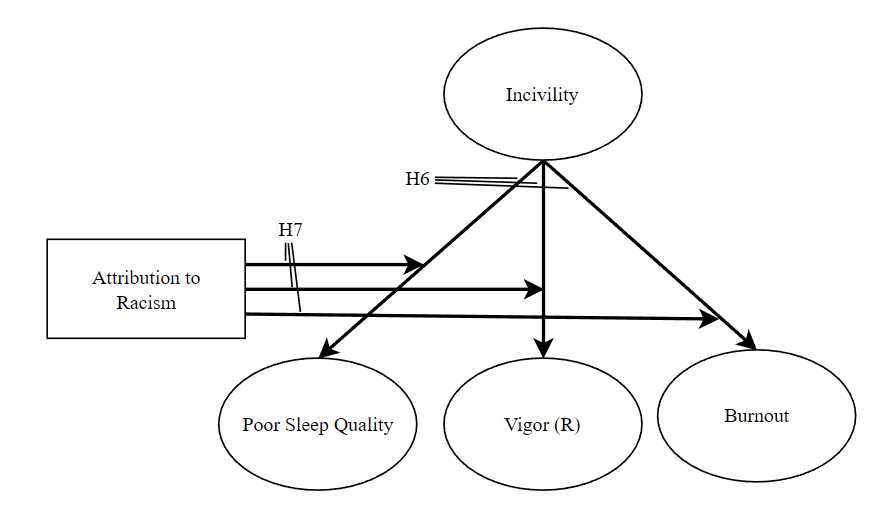 Incivility
H6
H7
Attribution to
Racism
Poor Sleep Quality
Vigor (R)
Burnout